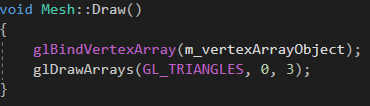 void Mesh::Draw()
{
    glBindVertexArray(m_vertexArrayObject);
    glDrawArrays(GL_TRIANGLES, 0, 3);
}